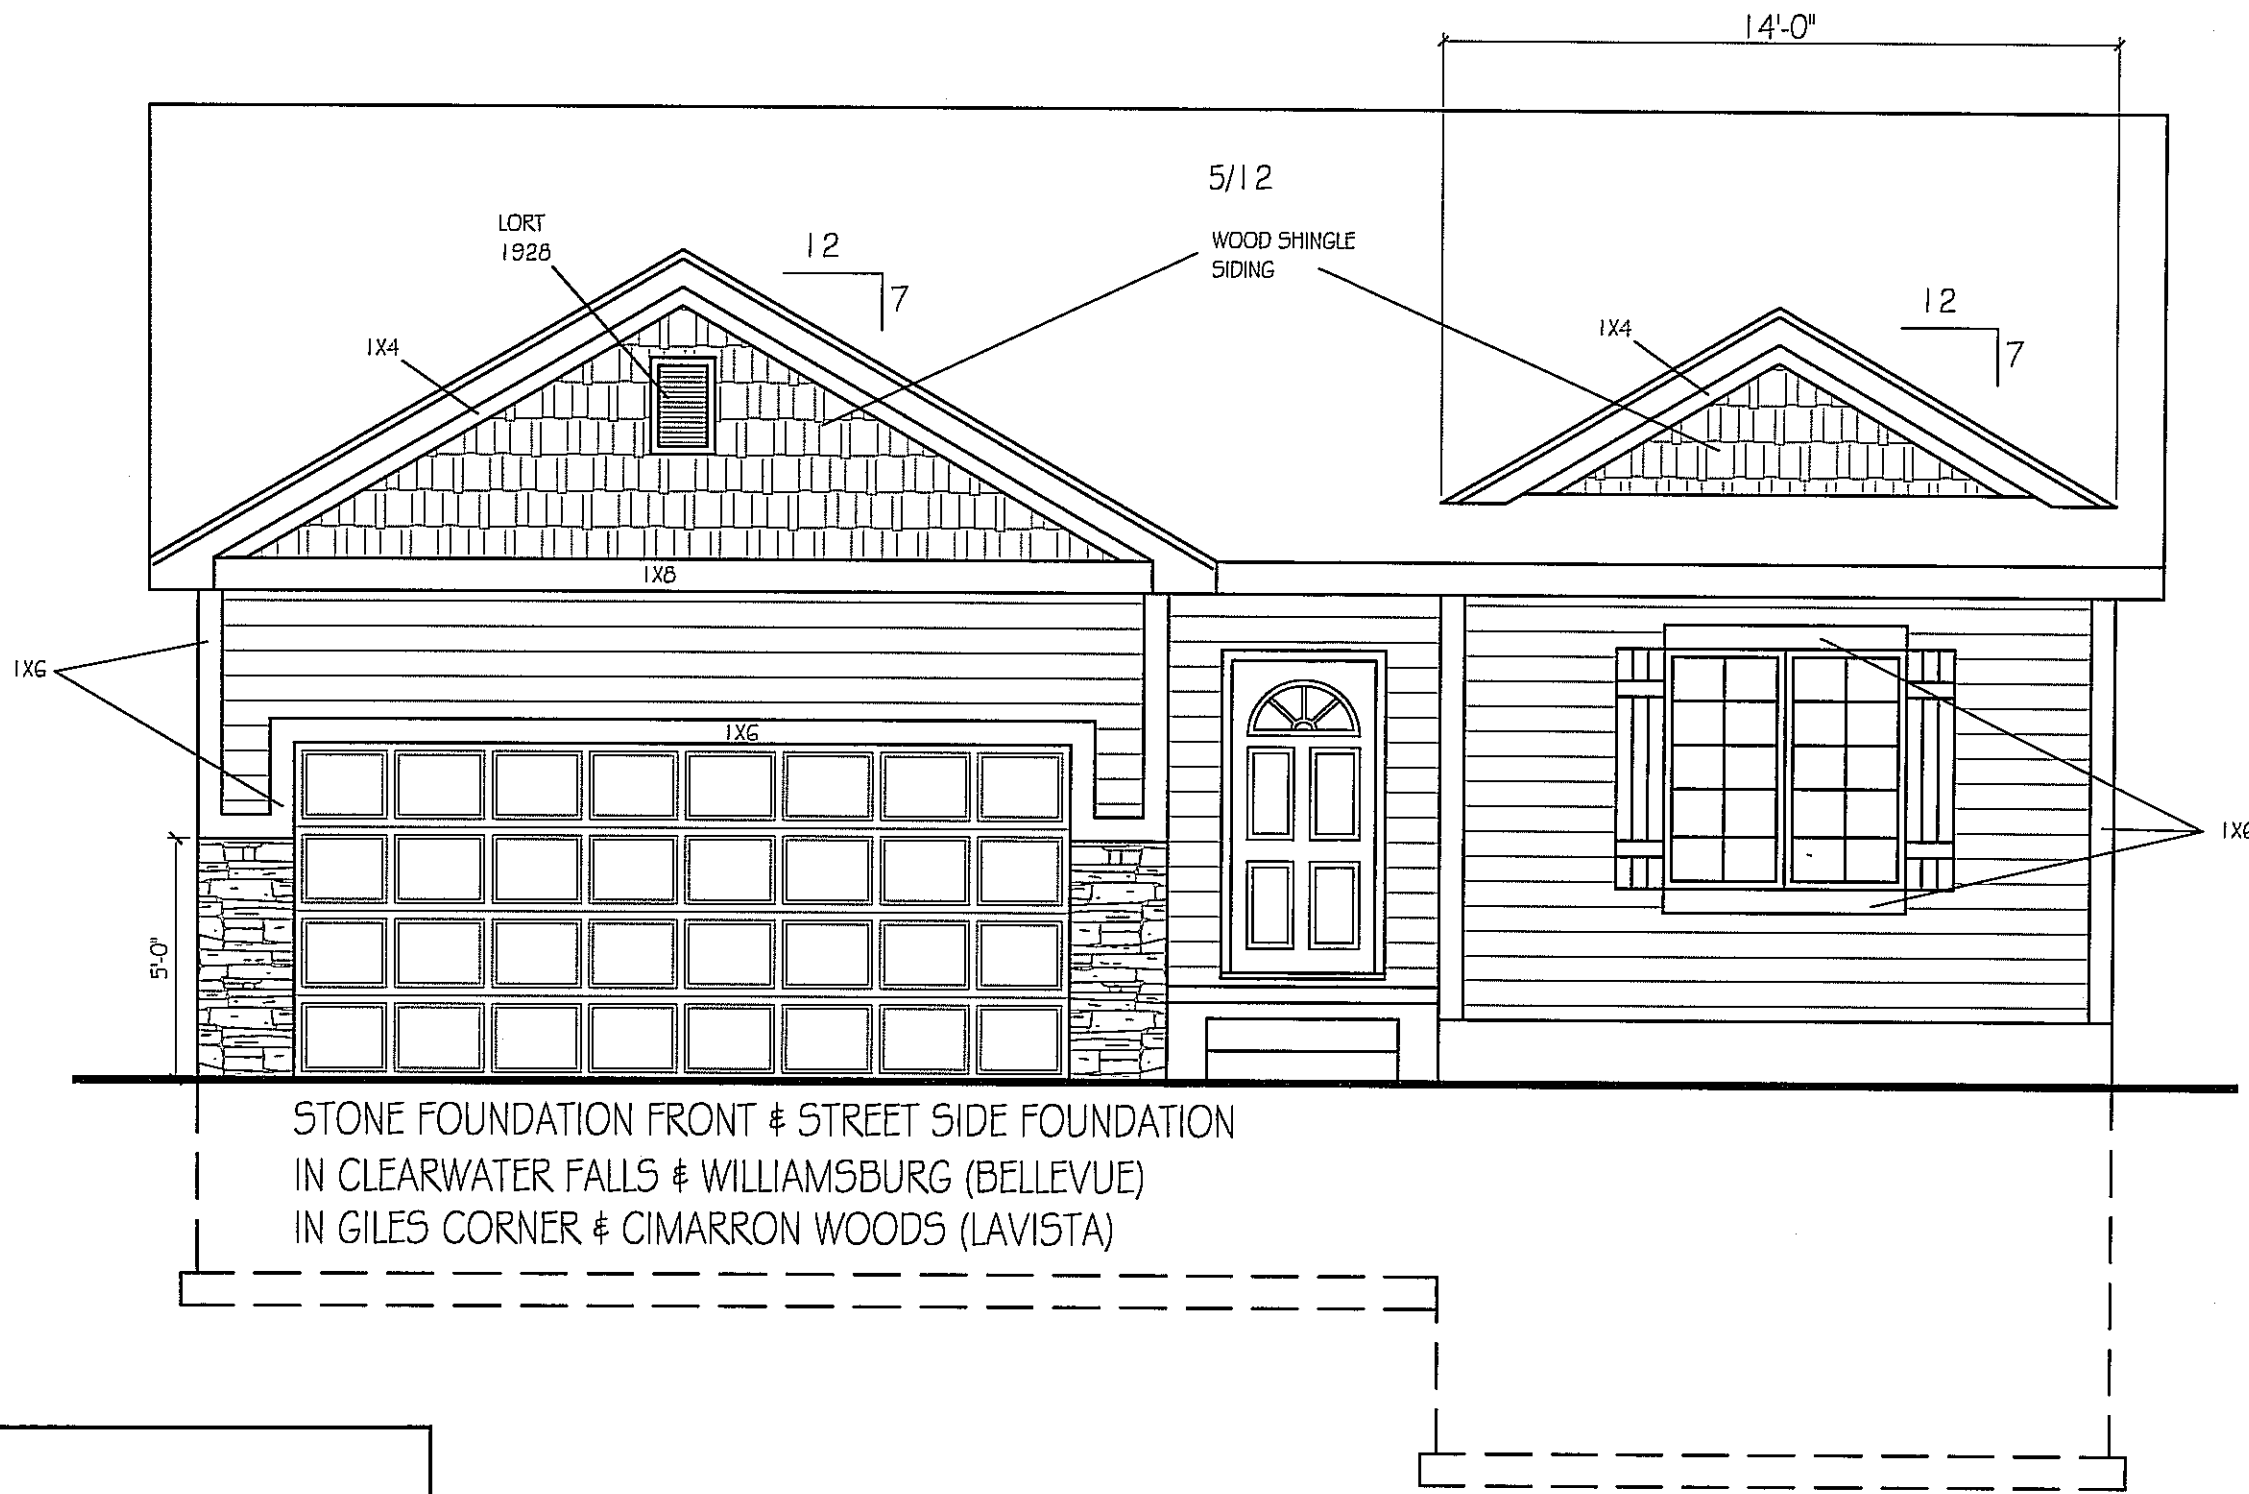 14'-0"
5/12
LORT
1928
12
7
WOOD SHINGLE
SIDING
12
7
1X4
1X4
1X8
1X6
1X6
1X6
5'-0"
STONE FOUNDATION FRONT & STREET SIDE FOUNDATION
IN CLEARWATER FALLS & WILLIAMSBURG (BELLEVUE)
IN GILES CORNER & CIMARRON WOODS (LAVISTA)